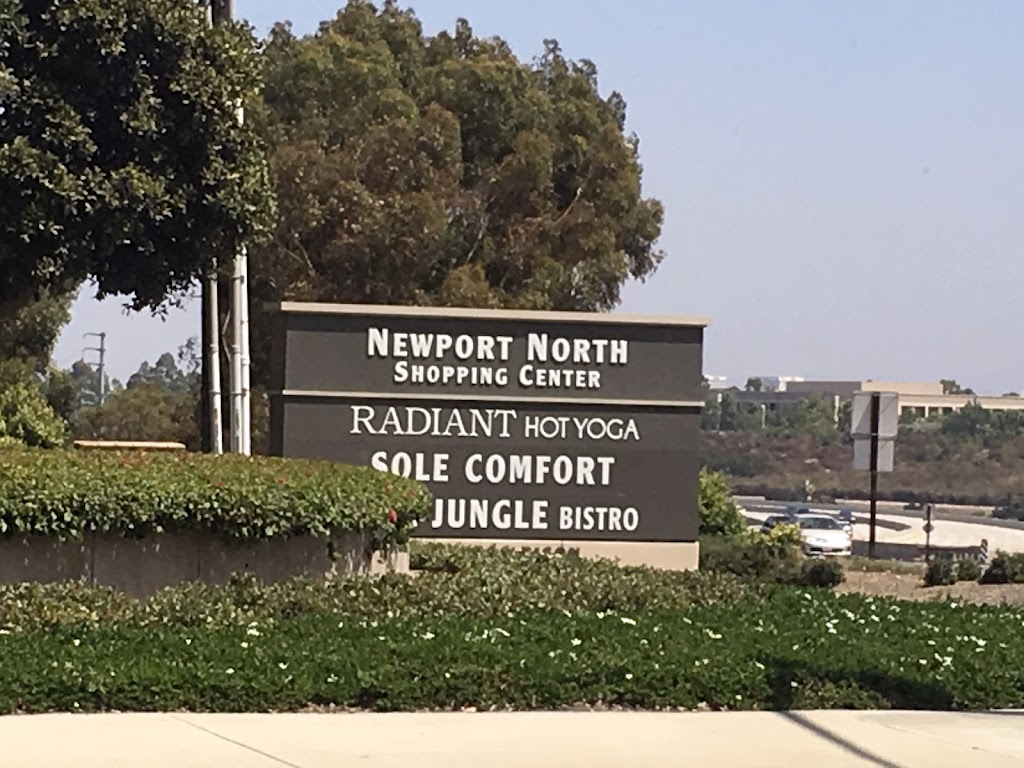 NEWPORT NORTH
SHOPPING CENTER
RADIANT HOT YOGA
SOLE COMFORT
JUNGLE BISTRO